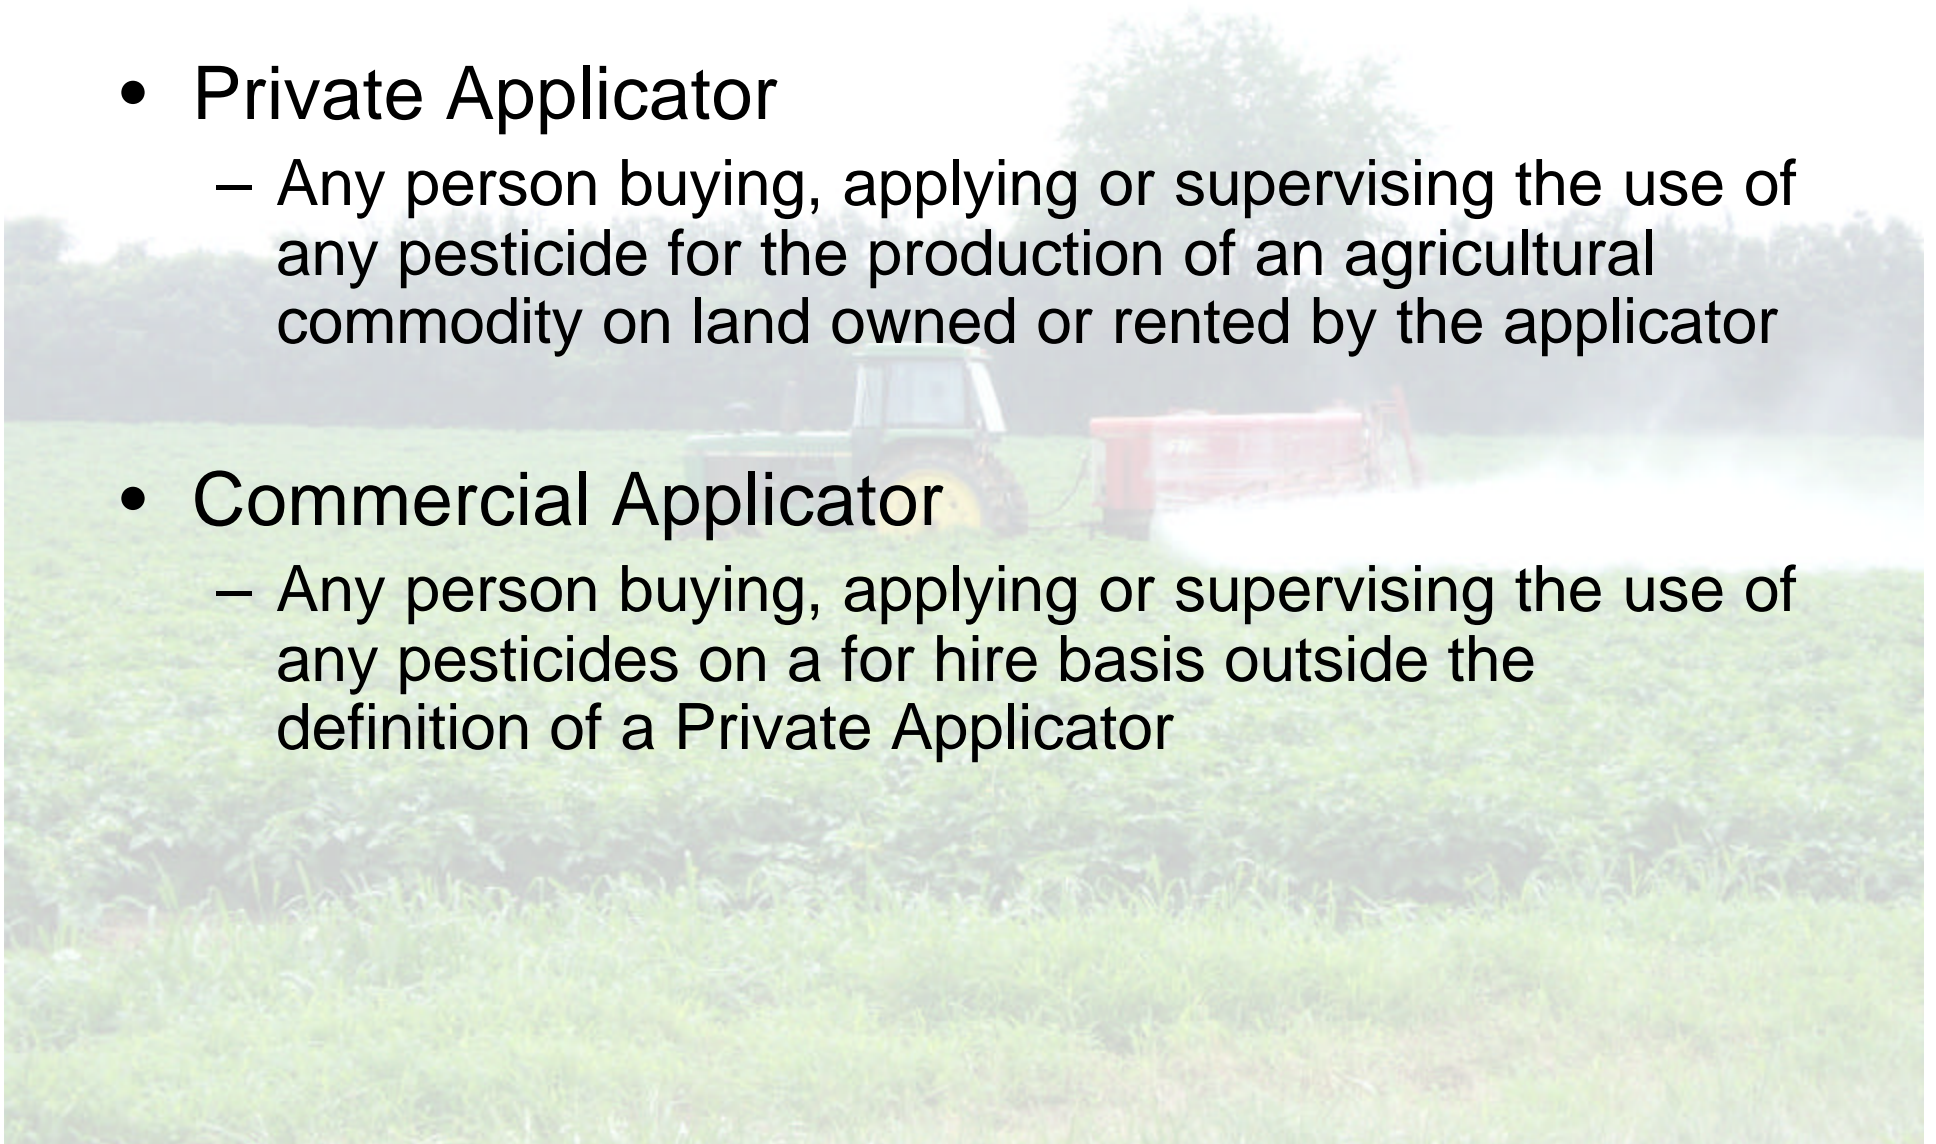 • Private Applicator
– Any person buying, applying or supervising the use of
any pesticide for the production of an agricultural
commodity on land owned or rented by the applicator
• Commercial Applicator
– Any person buying, applying or supervising the use of
any pesticides on a for hire basis outside the
definition of a Private Applicator